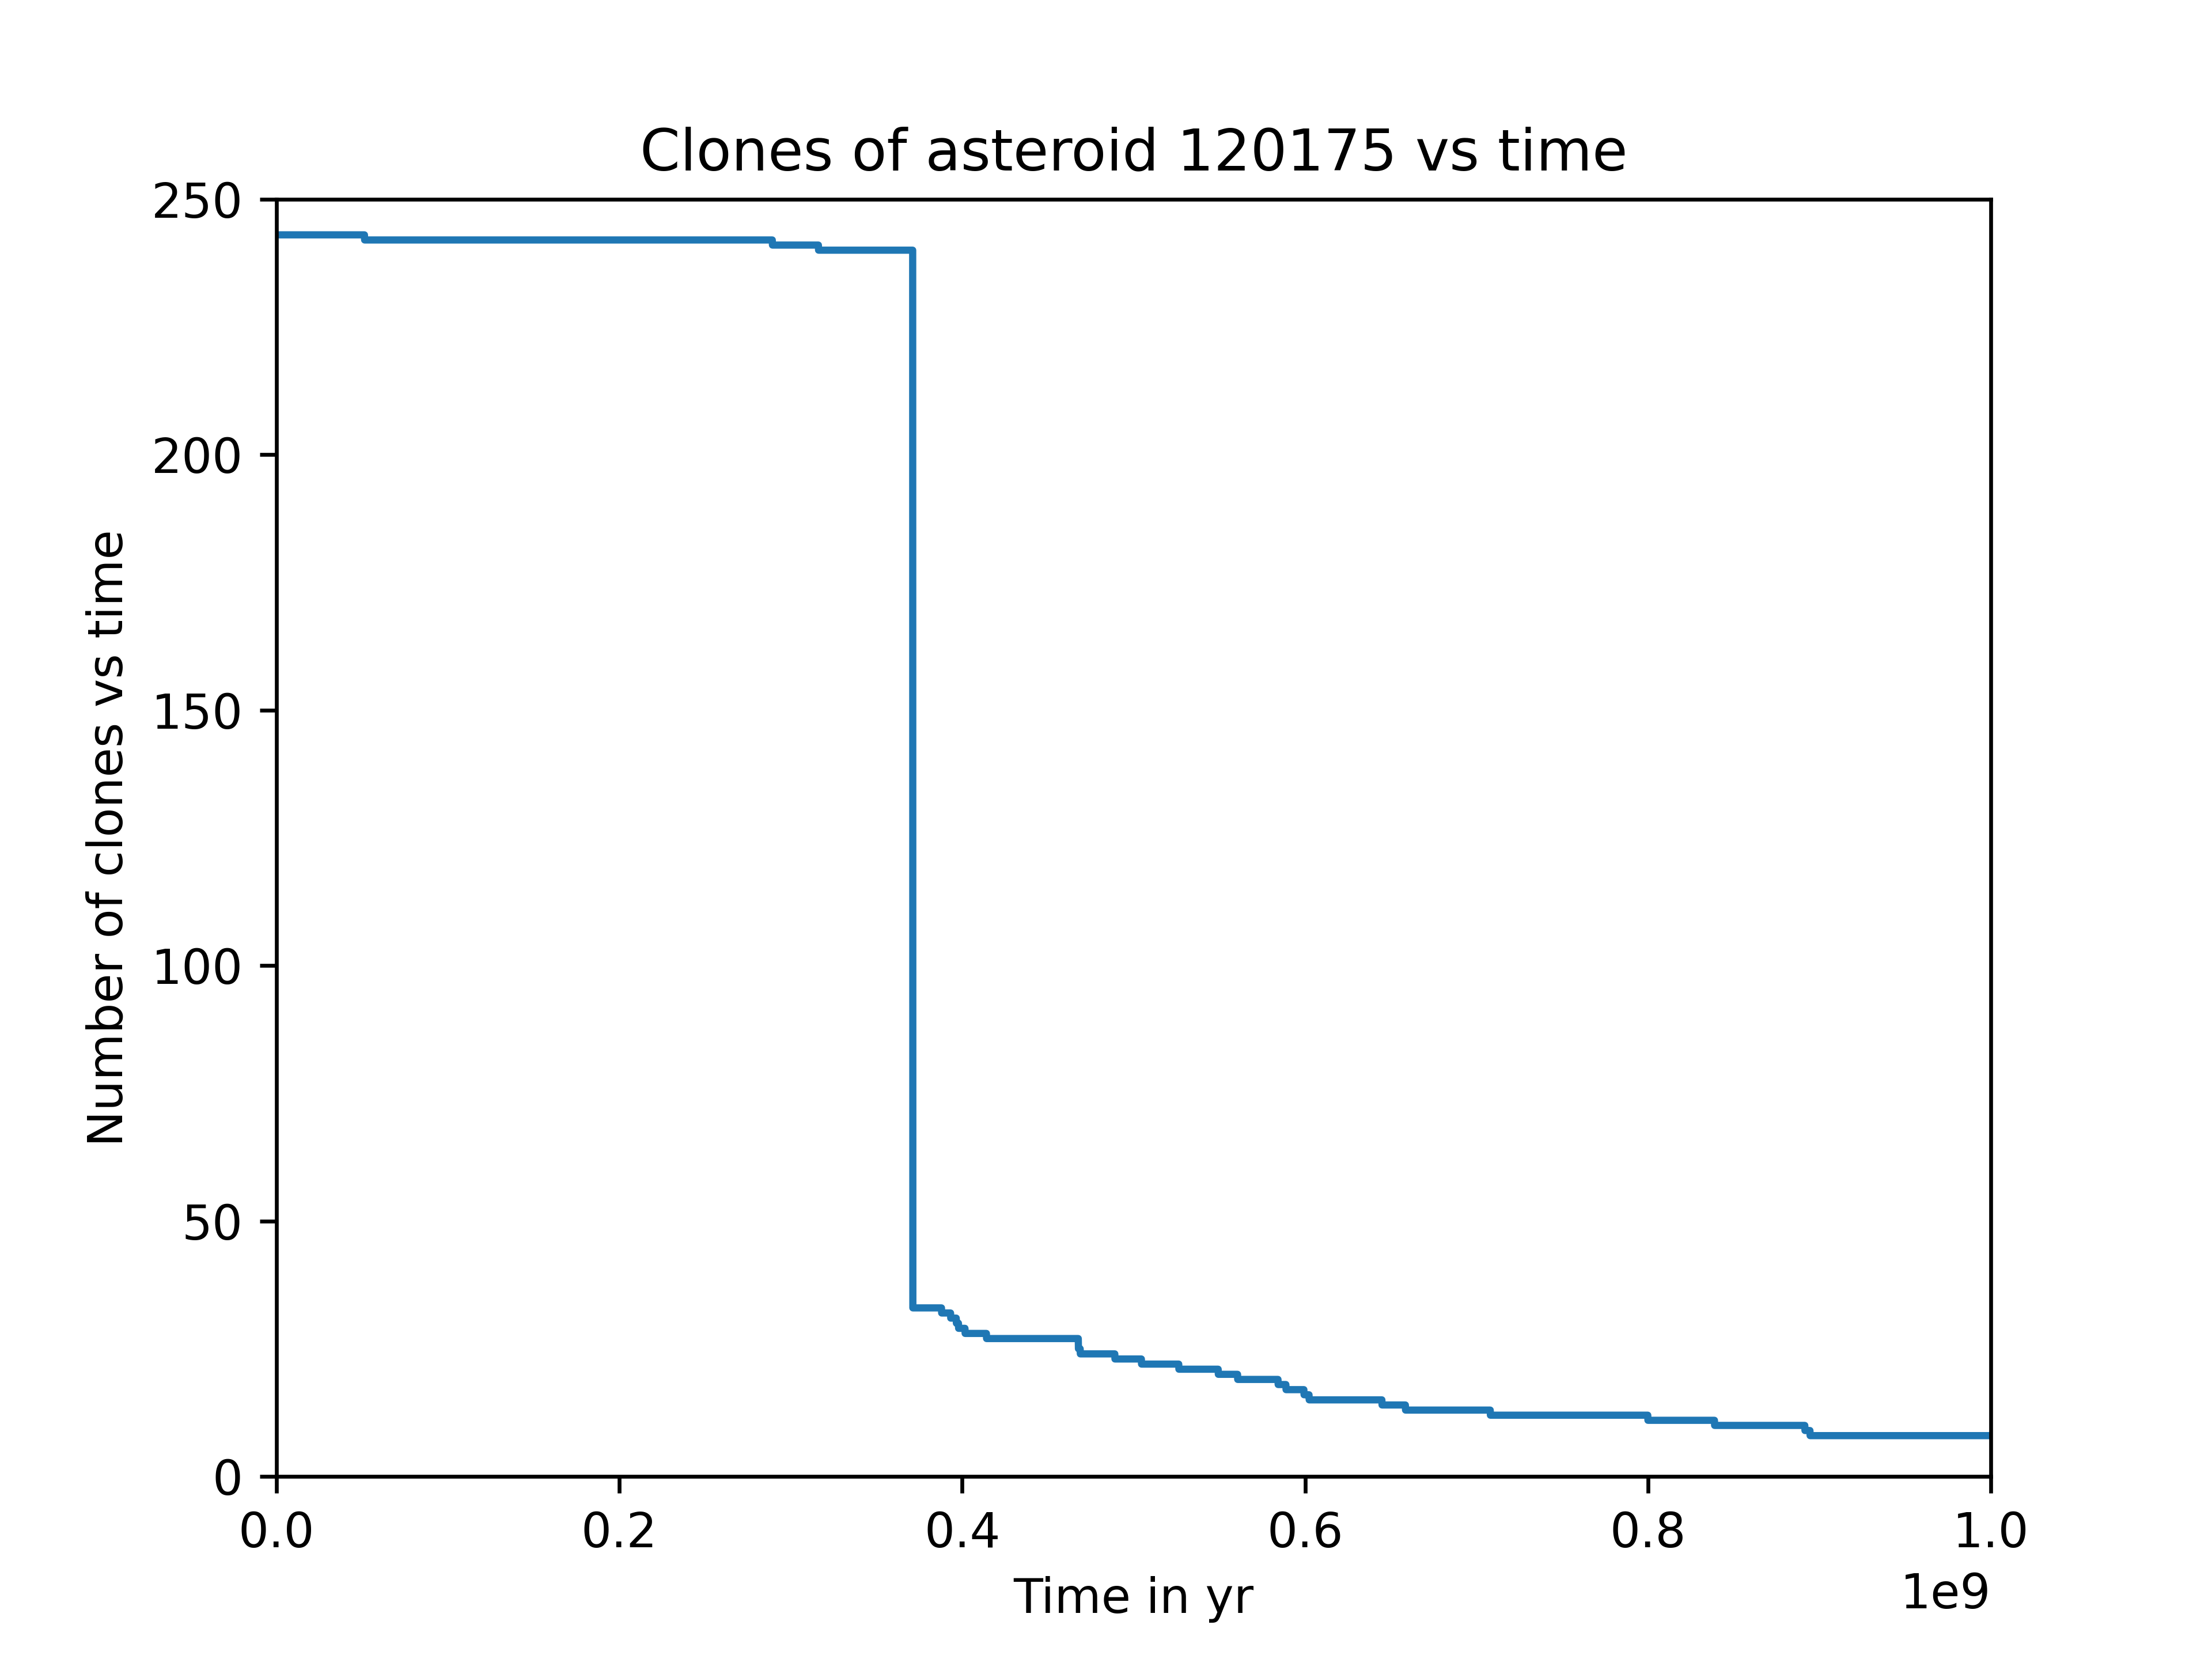 Clones of asteroid 120175 vs time
250
200
150
100
50
0
Number of clones vs time
0.0 0.2 0.4 0.6 0.8 1.0
Time in yr
1e9